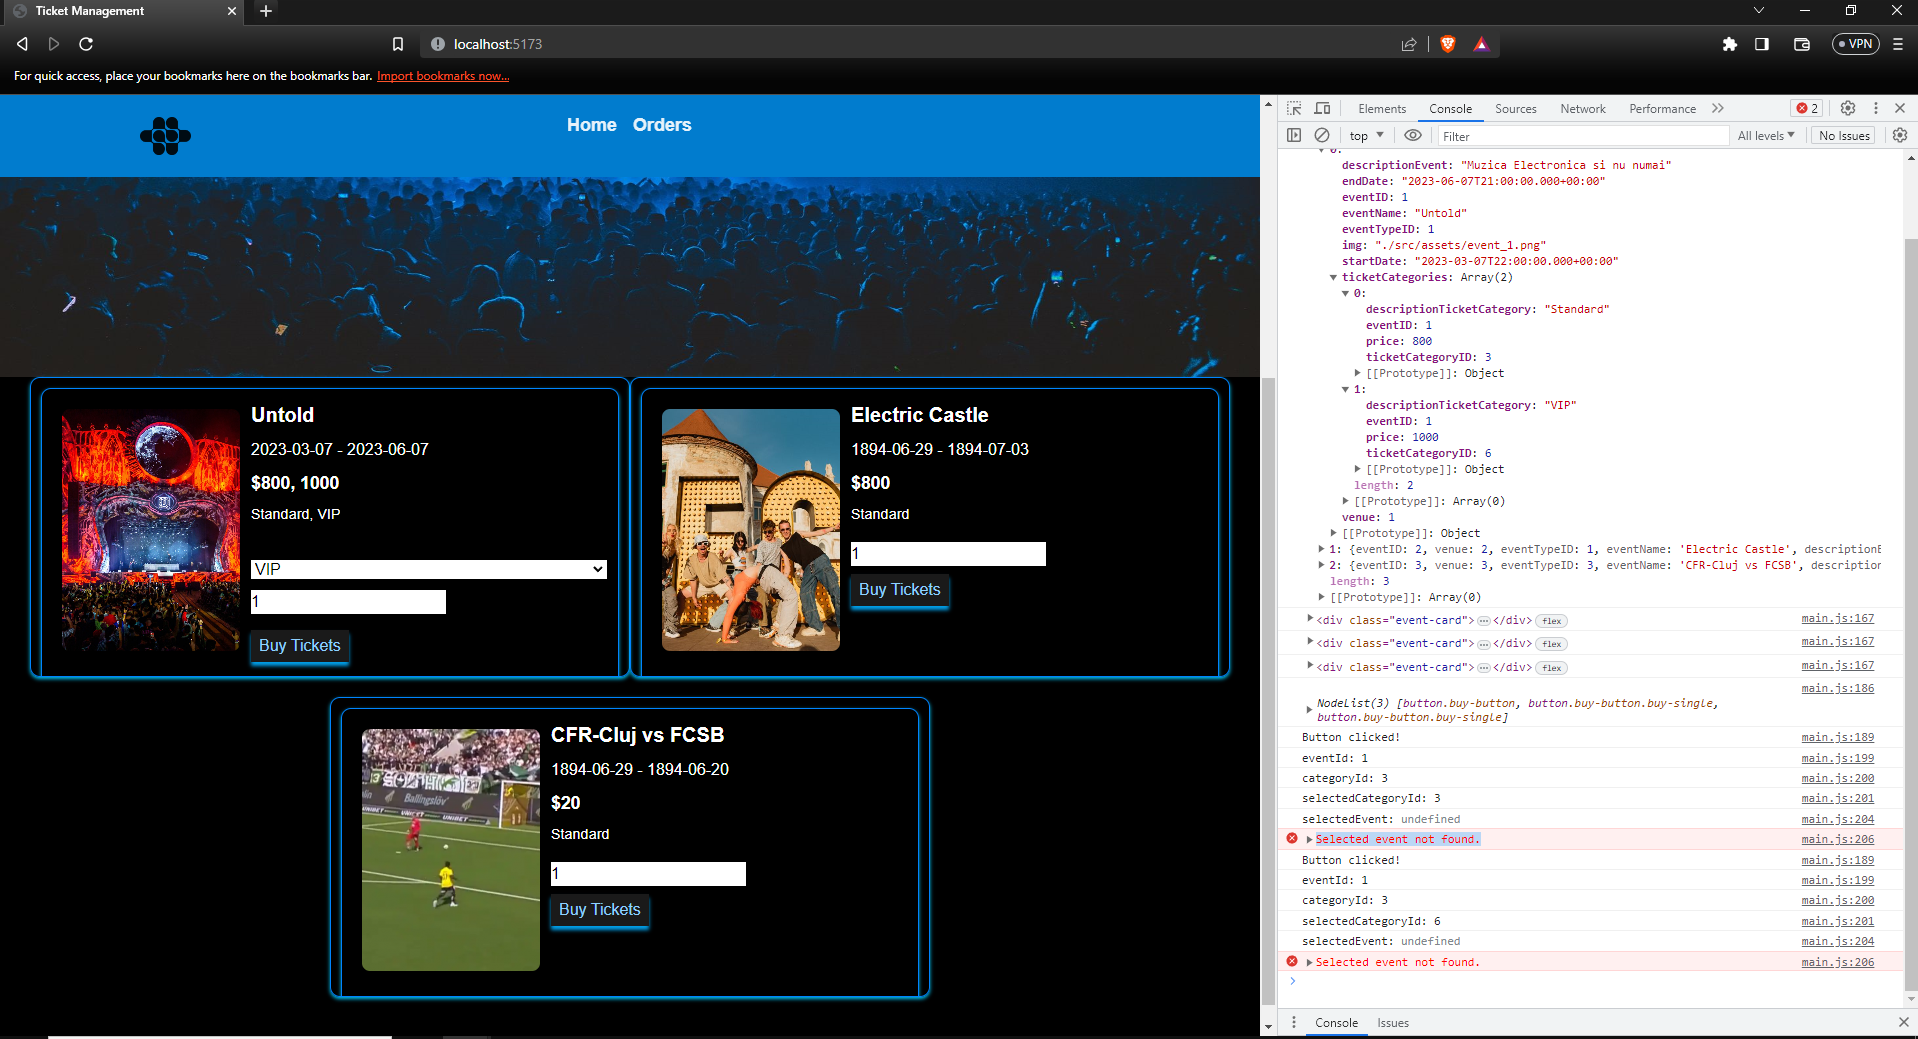 Ticket Management
localhost:5173
VPN
For quick access, place your bookmarks here on the bookmarks bar. Import bookmarks now...
Home Orders
Untold
2023-03-07 - 2023-06-07
$800, 1000
Standard, VIP
VIP
1
Buy Tickets
Electric Castle
1894-06-29 - 1894-07-03
$800
Standard
1
Buy Tickets
CFR-Cluj vs FCSB
1894-06-29 - 1894-06-20
$20
Standard
1
Buy Tickets
Elements Console Sources Network Performance 2
top Filter All levels No Issues
0:
descriptionEvent: "Muzica Electronica si nu numai"
endDate: "2023-06-07T21:00:00.000+00:00"
eventID: 1
eventName: "Untold"
eventTypeID: 1
img: "./src/assets/event_1.png"
startDate: "2023-03-07T22:00:00.000+00:00"
ticketCategories: Array(2)
0:
descriptionTicketCategory: "Standard"
eventID: 1
price: 800
ticketCategoryID: 3
[[Prototype]]: Object
1:
descriptionTicketCategory: "VIP"
eventID: 1
price: 1000
ticketCategoryID: 6
[[Prototype]]: Object
length: 2
[[Prototype]]: Array(0)
venue: 1
[[Prototype]]: Object
1: {eventID: 2, venue: 2, eventTypeID: 1, eventName: 'Electric Castle', descriptionE
2: {eventID: 3, venue: 3, eventTypeID: 3, eventName: 'CFR-Cluj vs FCSB', description
length: 3
[[Prototype]]: Array(0)
<div class="event-card">…</div> flex main.js:167
<div class="event-card">…</div> flex main.js:167
<div class="event-card">…</div> flex main.js:167
main.js:186
NodeList(3) [button.buy-button, button.buy-button.buy-single,
button.buy-button.buy-single]
Button clicked! main.js:189
eventId: 1 main.js:199
categoryId: 3 main.js:200
selectedCategoryId: 3 main.js:201
selectedEvent: undefined main.js:204
Selected event not found. main.js:206
Button clicked! main.js:189
eventId: 1 main.js:199
categoryId: 3 main.js:200
selectedCategoryId: 6 main.js:201
selectedEvent: undefined main.js:204
Selected event not found. main.js:206
Console Issues